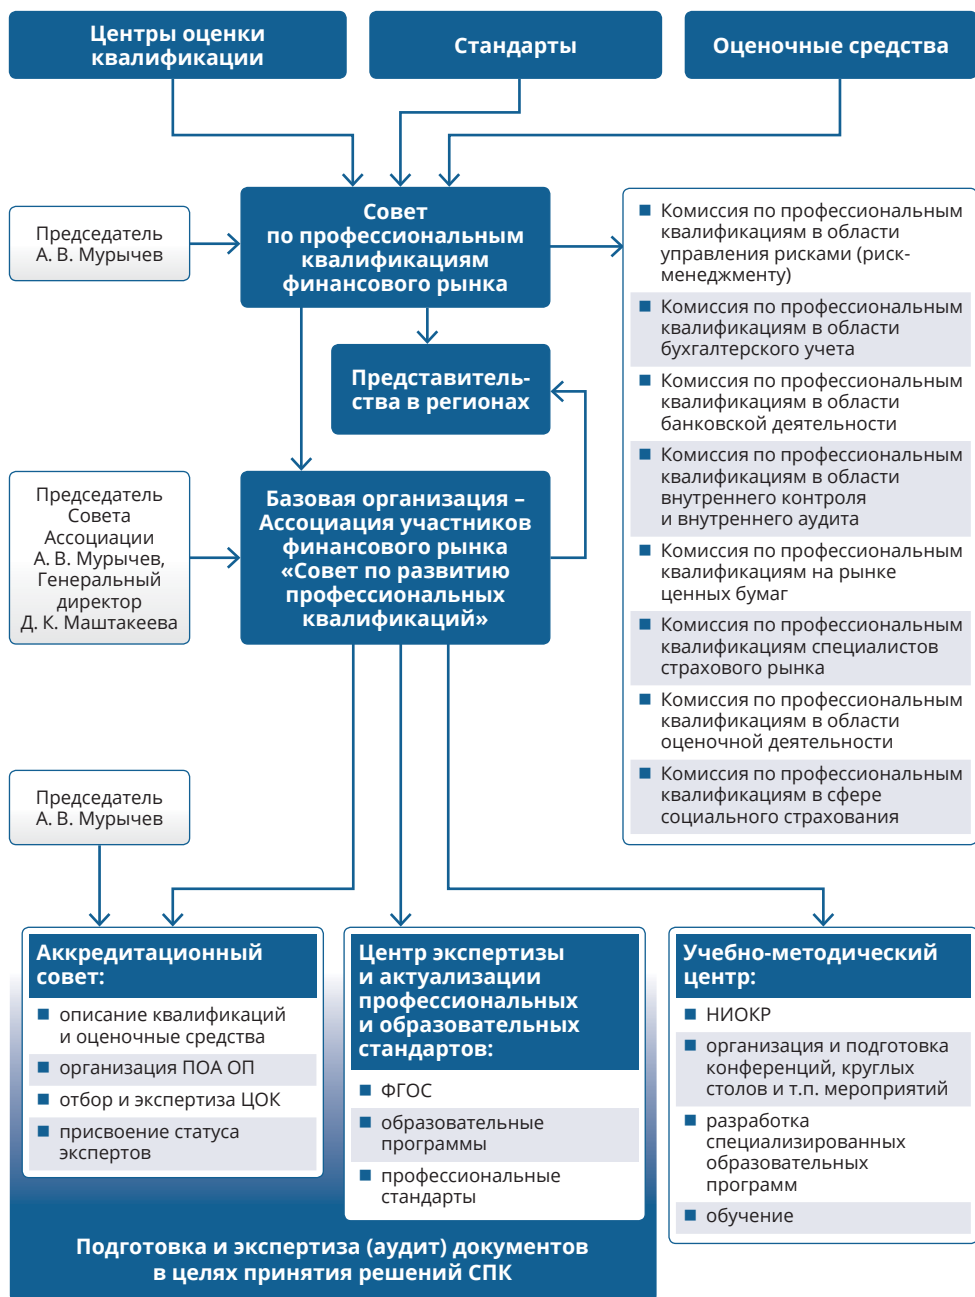 Центры оценки
квалификации
Стандарты
Оценочные средства
Председатель
А. В. Мурычев
Совет
по профессиональным
квалификациям
финансового рынка
Представитель-
ства в регионах
Председатель
Совета
Ассоциации
А. В. Мурычев,
Генеральный
директор
Д. К. Маштакеева
Базовая организация –
Ассоциация участников
финансового рынка
«Совет по развитию
профессиональных
квалификаций»
Комиссия по профессиональным
квалификациям в области
управления рисками (риск-
менеджменту)
Комиссия по профессиональным
квалификациям в области
бухгалтерского учета
Комиссия по профессиональным
квалификациям в области
банковской деятельности
Комиссия по профессиональным
квалификациям в области
внутреннего контроля
и внутреннего аудита
Комиссия по профессиональным
квалификациям на рынке
ценных бумаг
Комиссия по профессиональным
квалификациям специалистов
страхового рынка
Комиссия по профессиональным
квалификациям в области
оценочной деятельности
Комиссия по профессиональным
квалификациям в сфере
социального страхования
Председатель
А. В. Мурычев
Аккредитационный
совет:
описание квалификаций
и оценочные средства
организация ПОА ОП
отбор и экспертиза ЦОК
присвоение статуса
экспертов
Центр экспертизы
и актуализации
профессиональных
и образовательных
стандартов:
ФГОС
образовательные
программы
профессиональные
стандарты
Учебно-методический
центр:
НИОКР
организация и подготовка
конференций, круглых
столов и т.п. мероприятий
разработка
специализированных
образовательных
программ
обучение
Подготовка и экспертиза (аудит) документов
в целях принятия решений СПК